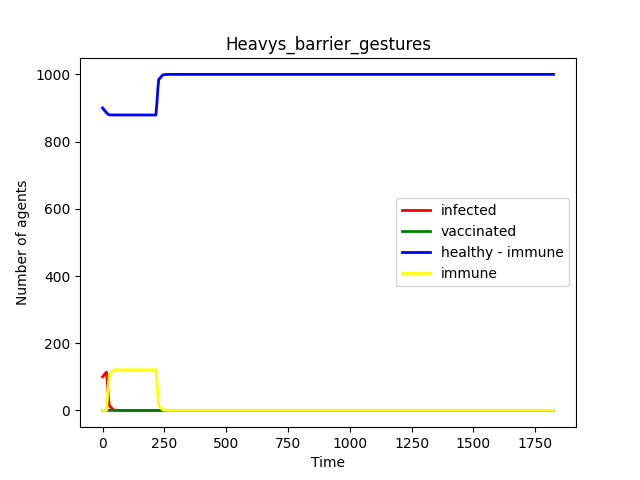 Heavys_barrier_gestures
1000
800
600
400
200
0
Number of agents
infected
vaccinated
healthy - immune
immune
0 250 500 750 1000 1250 1500 1750
Time